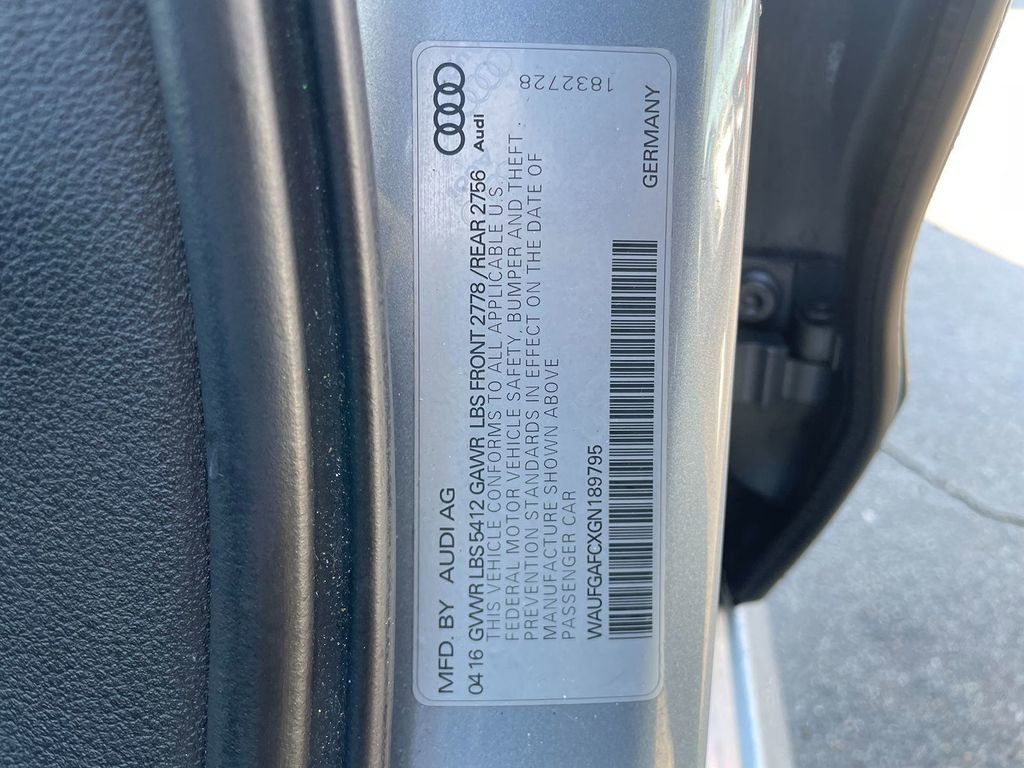 MFD. BY AUDI AG
Audi
04 16 GVWR LBS 5412 GAWR LBS FRONT 2778 / REAR 2756
THIS VEHICLE CONFORMS TO ALL APPLICABLE U.S.
FEDERAL MOTOR VEHICLE SAFETY, BUMPER AND THEFT
PREVENTION STANDARDS IN EFFECT ON THE DATE OF
MANUFACTURE SHOWN ABOVE
PASSENGER CAR
WAUFGAFCXGN189795
GERMANY
1832728